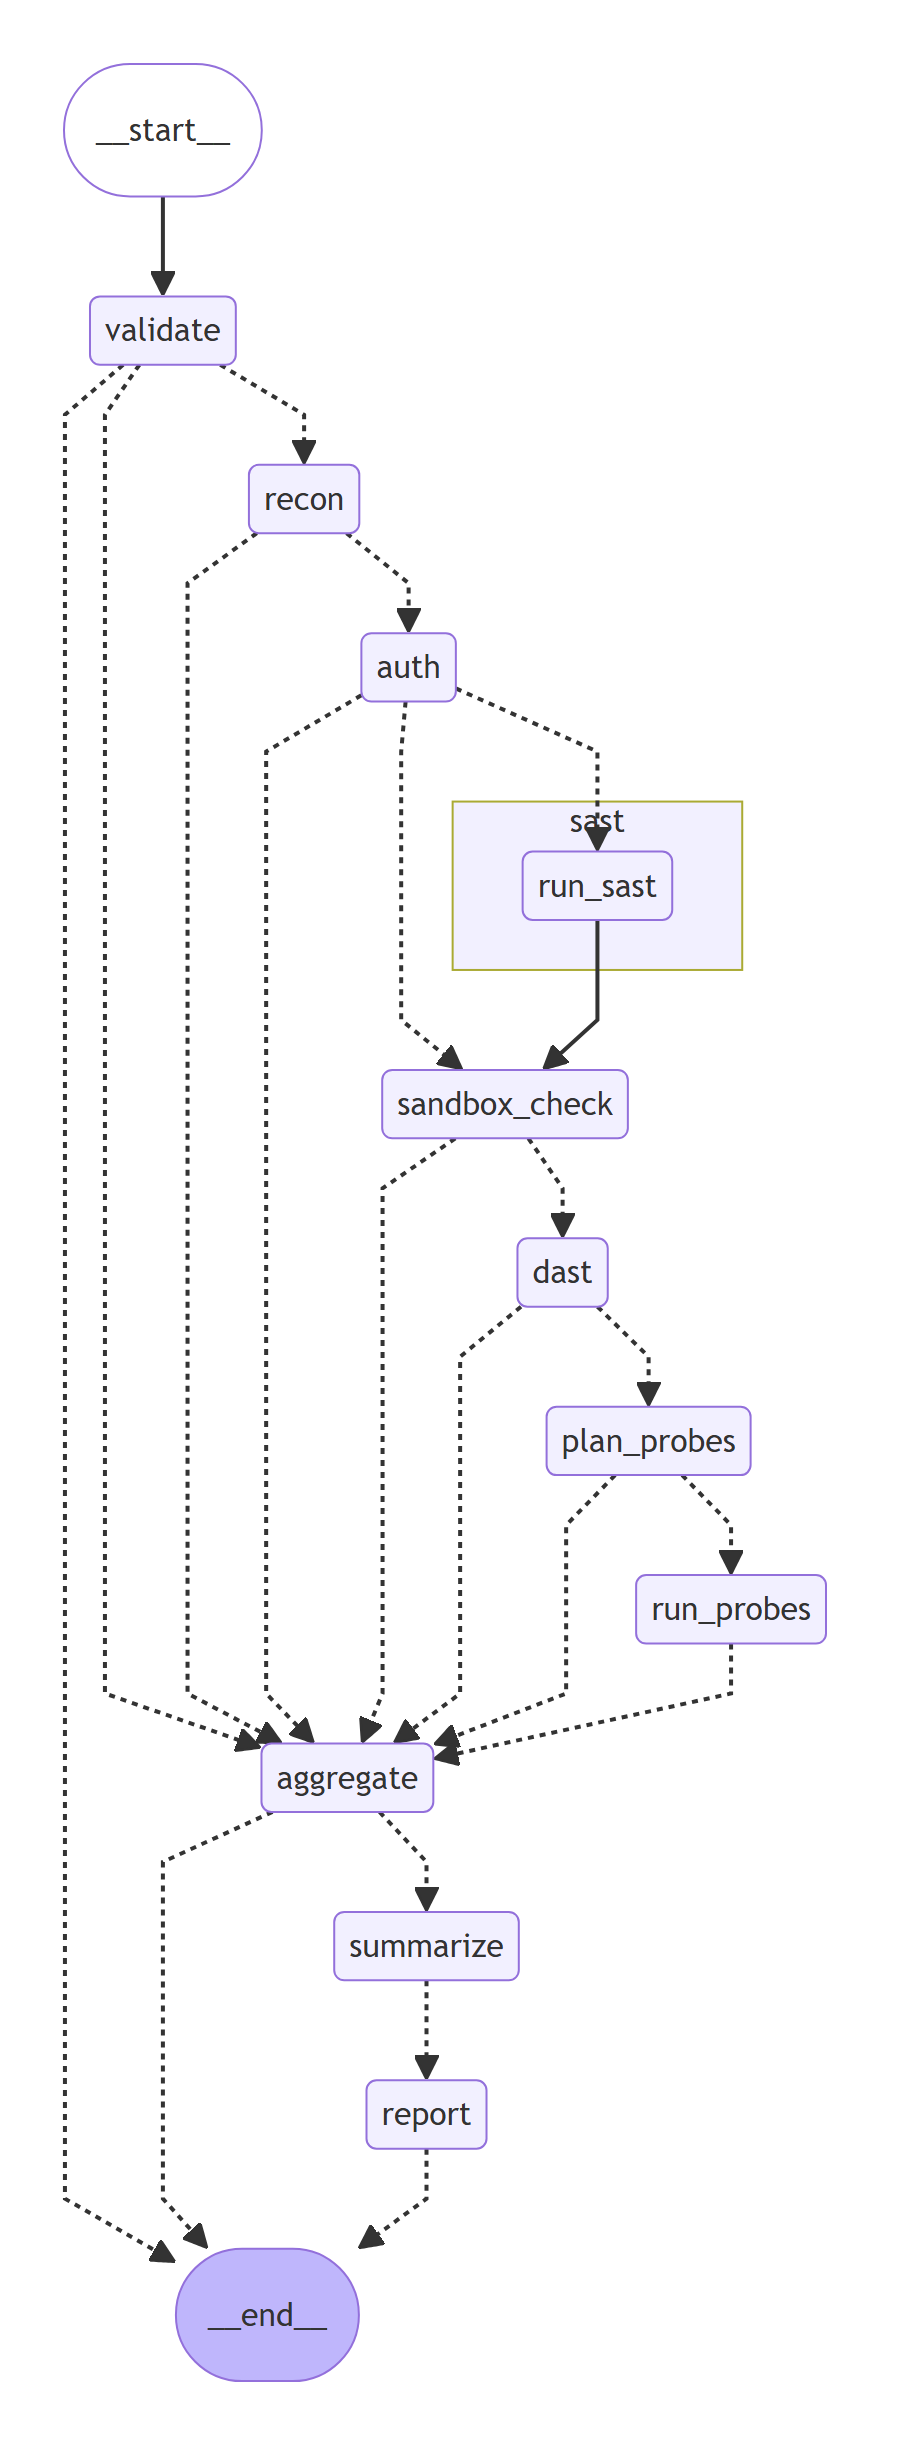 __start__
validate
recon
auth
sast
run_sast
sandbox_check
dast
plan_probes
run_probes
aggregate
summarize
report
__end__